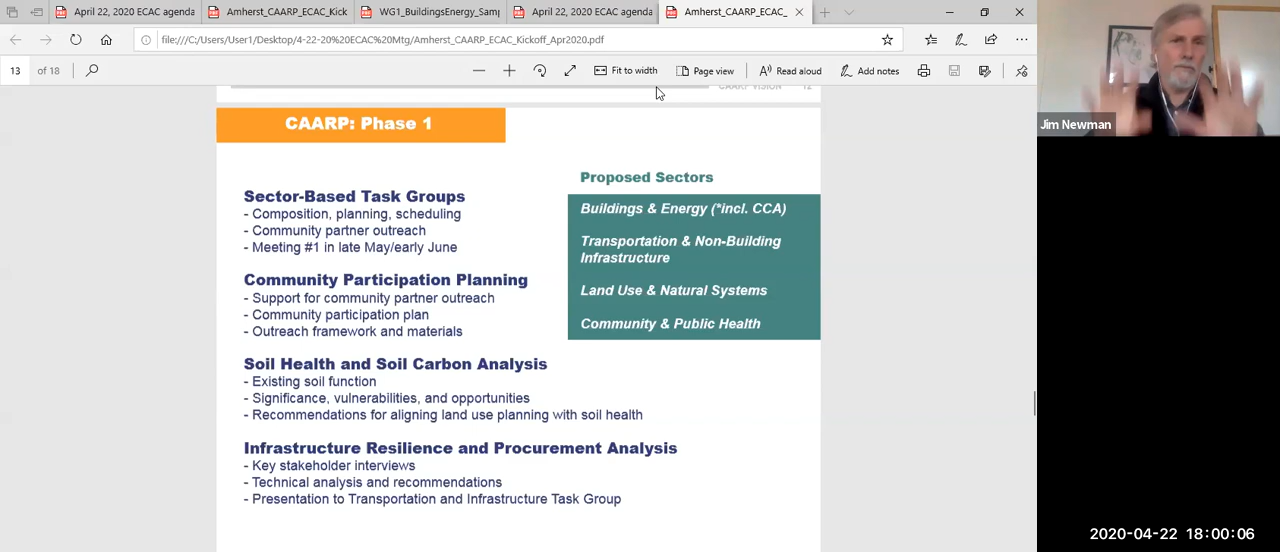 April 22, 2020 ECAC agenda
Amherst_CAARP_ECAC_Kick
WG1_BuildingsEnergy_Sam
April 22, 2020 ECAC agenda
Amherst_CAARP_ECAC_
file:///C:/Users/User1/Desktop/4-22-20%20ECAC%20Mtg/Amherst_CAARP_ECAC_Kickoff_Apr2020.pdf
13 of 18
Fit to width
Page view
Read aloud
Add notes
CAARP VISION 12
CAARP: Phase 1
Sector-Based Task Groups
- Composition, planning, scheduling
- Community partner outreach
- Meeting #1 in late May/early June
Community Participation Planning
- Support for community partner outreach
- Community participation plan
- Outreach framework and materials
Soil Health and Soil Carbon Analysis
- Existing soil function
- Significance, vulnerabilities, and opportunities
- Recommendations for aligning land use planning with soil health
Infrastructure Resilience and Procurement Analysis
- Key stakeholder interviews
- Technical analysis and recommendations
- Presentation to Transportation and Infrastructure Task Group
Proposed Sectors
Buildings & Energy (*incl. CCA)
Transportation & Non-Building
Infrastructure
Land Use & Natural Systems
Community & Public Health
Jim Newman
2020-04-22 18:00:06